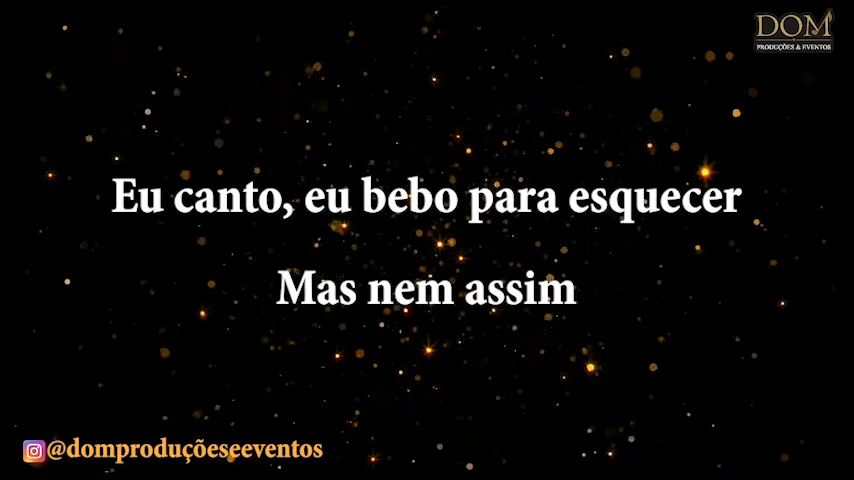 DOM
PRODUÇÕES & EVENTOS
Eu canto, eu bebo para esquecer
Mas nem assim
@domproduçõeseeventos